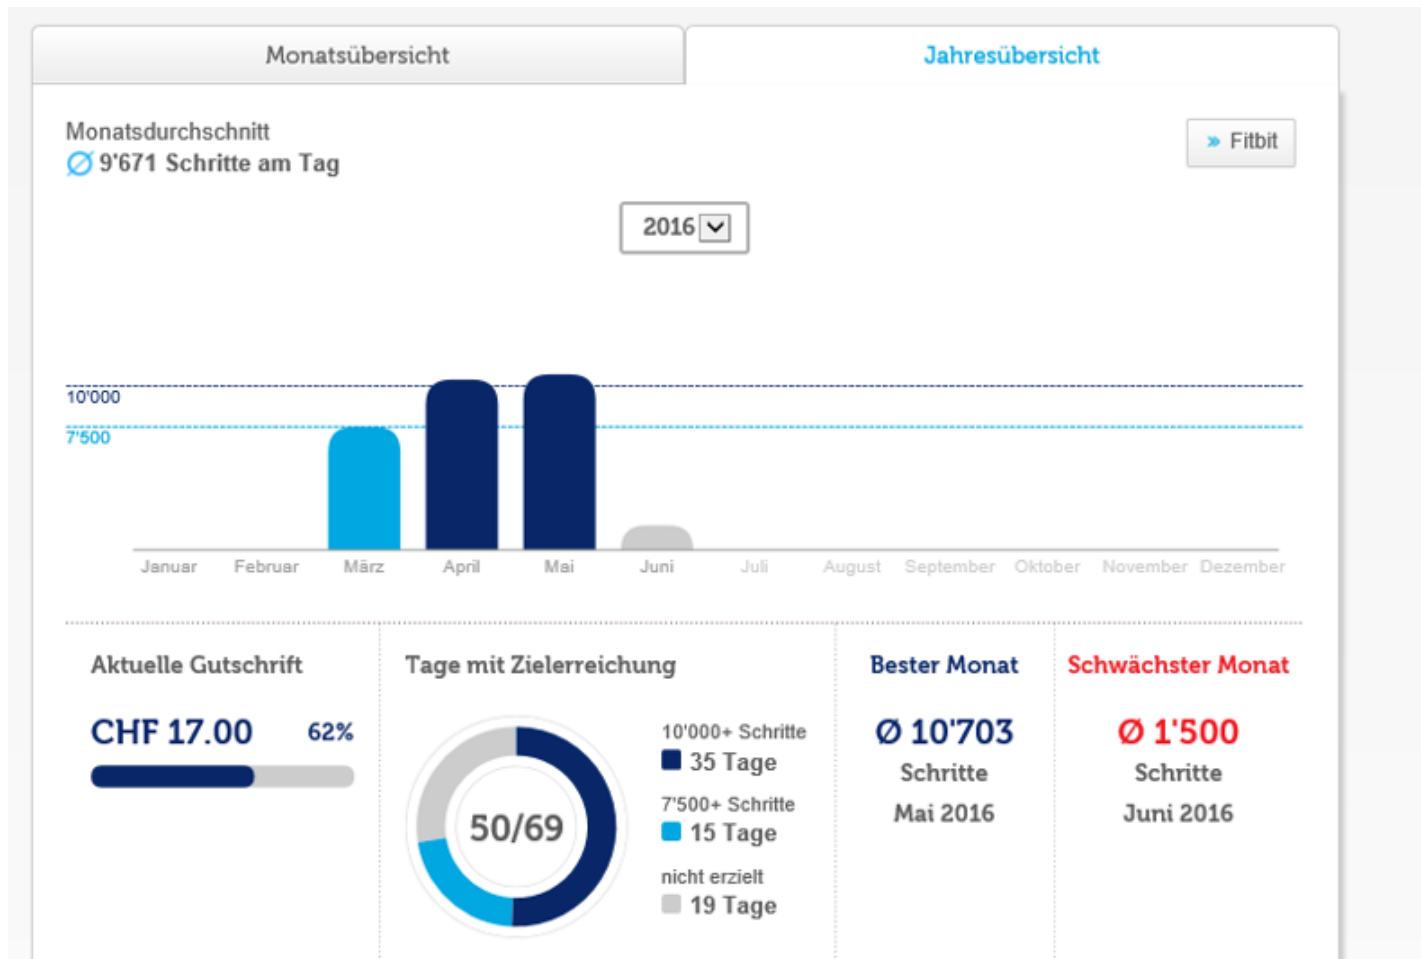 Monatsübersicht
Jahresübersicht
Monatsdurchschnitt
Ø 9'671 Schritte am Tag
» Fitbit
2016
10'000
7'500
Januar Februar März April Mai Juni Juli August September Oktober November Dezember
Aktuelle Gutschrift
CHF 17.00 62%
Tage mit Zielerreichung
50/69
10'000+ Schritte
35 Tage
7'500+ Schritte
15 Tage
nicht erzielt
19 Tage
Bester Monat
Ø 10'703
Schritte
Mai 2016
Schwächster Monat
Ø 1'500
Schritte
Juni 2016